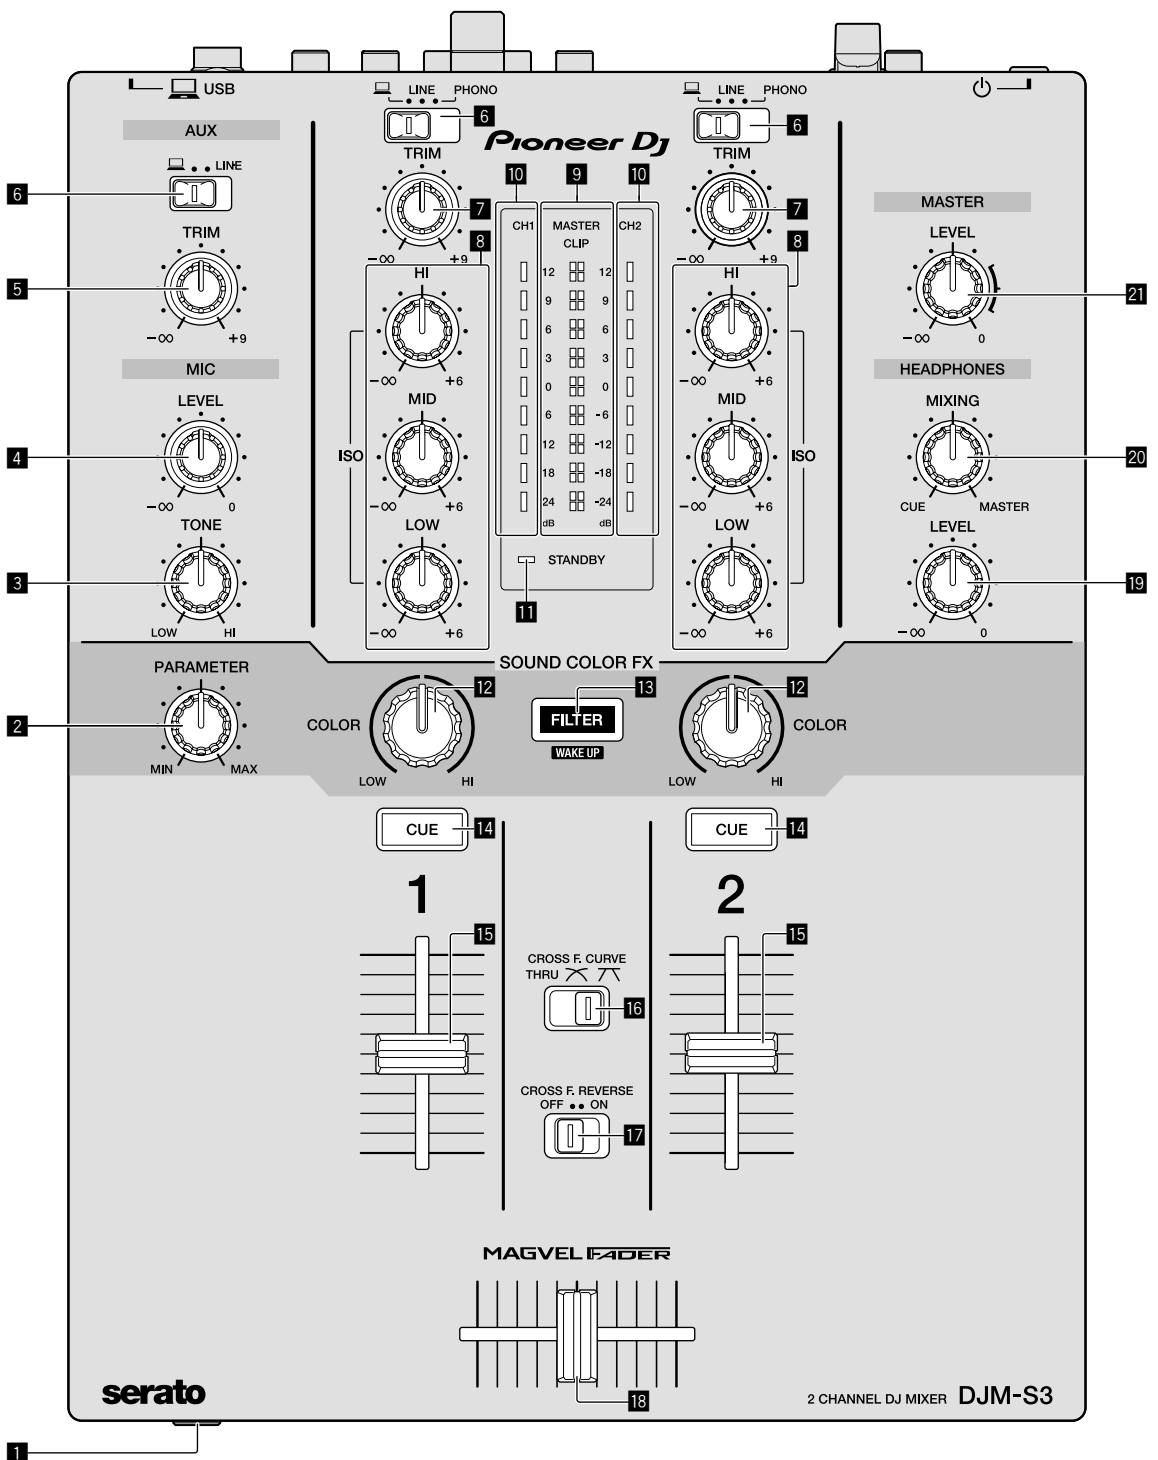 USB
LINE PHONO
LINE PHONO
AUX
6
6
Pioneer Dj
LINE
6
TRIM
TRIM
10 9 10
MASTER
7
7
CH1 MASTER CH2
CLIP
LEVEL
TRIM
8
8
5
-∞ +9
-∞ +9
21
-∞ +9
-∞ 0
HI
HI
12 12
9 9
6 6
3 3
0 0
6 -6
12 -12
18 -18
24 -24
dB dB
-∞ +6
-∞ +6
MIC
HEADPHONES
LEVEL
MID
MID
MIXING
4
ISO
ISO
20
-∞ 0
-∞ +6
-∞ +6
CUE MASTER
TONE
LOW
LOW
LEVEL
STANDBY
11
3
19
LOW HI
-∞ +6
-∞ +6
-∞ 0
SOUND COLOR FX
PARAMETER
12
13
12
2
COLOR
FILTER
COLOR
WAKE UP
MIN MAX
LOW HI
LOW HI
CUE
14
CUE
14
1
2
15
15
CROSS F. CURVE
THRU
16
CROSS F. REVERSE
OFF ON
17
MAGVEL FADER
18
serato
2 CHANNEL DJ MIXER DJM-S3
1